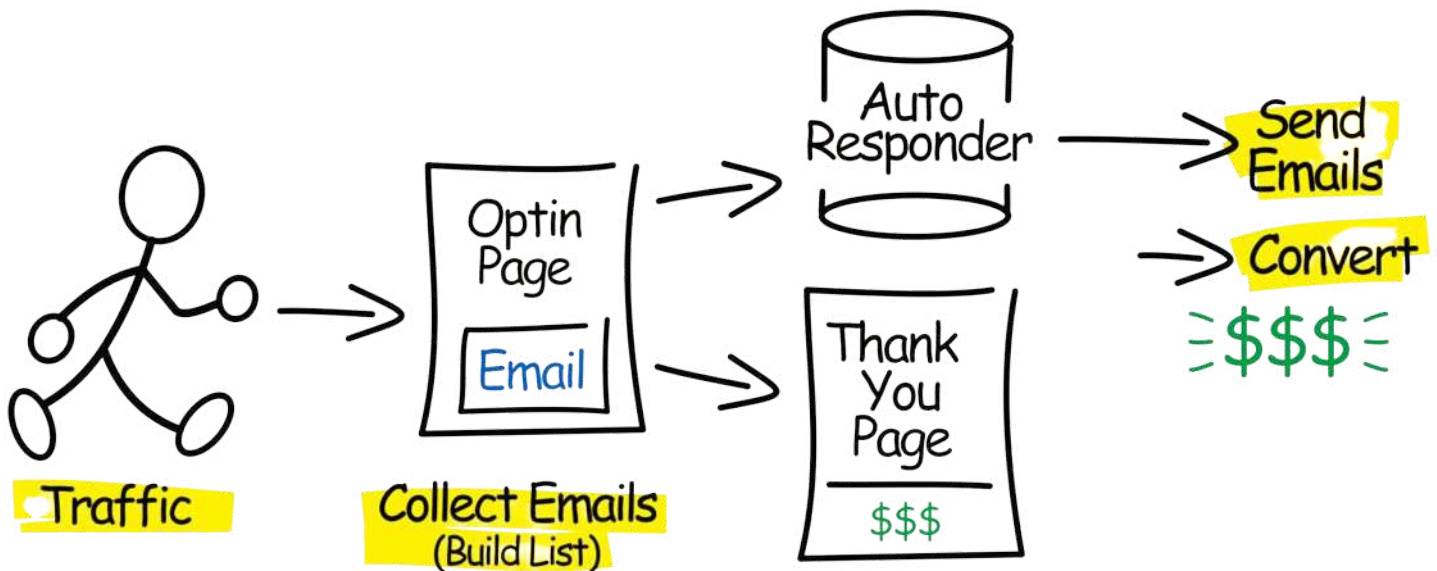 Traffic
Optin
Page
Email
Collect Emails
(Build List)
Auto
Responder
Thank
You
Page
$$$
Send
Emails
Convert
$$$